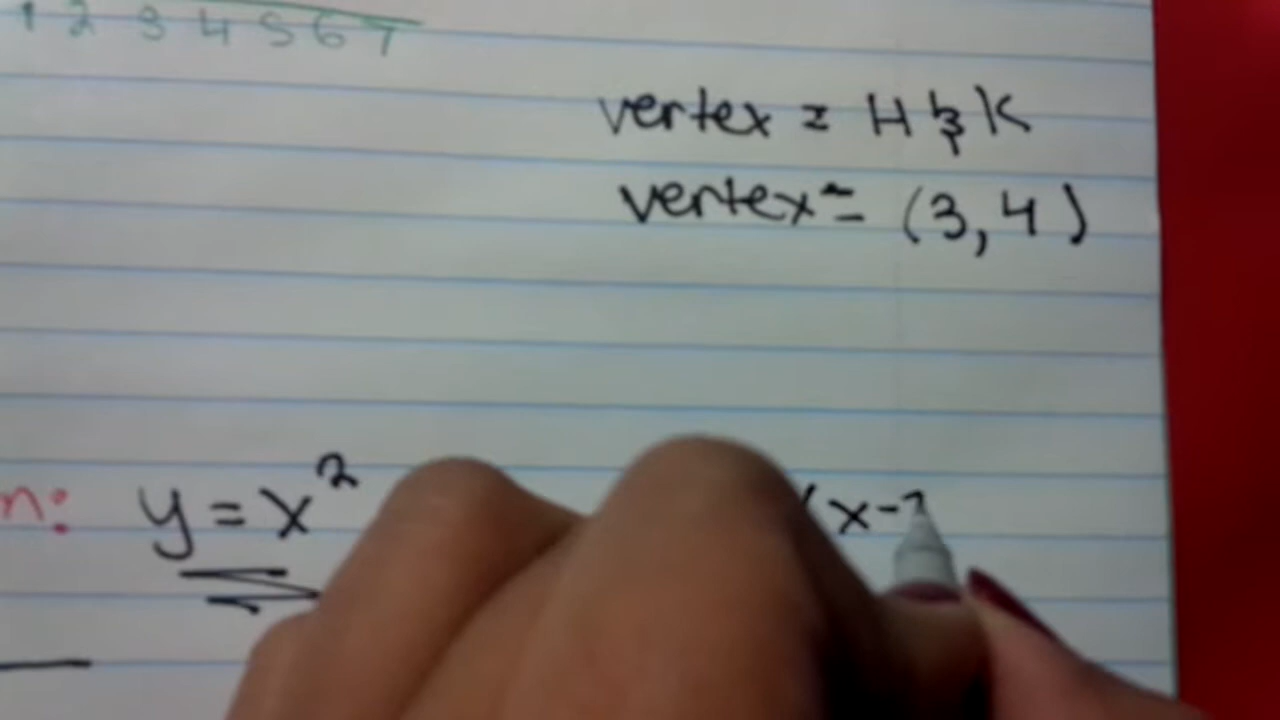 1 2 3 4 5 6 7
vertex = H & K
vertex = (3,4)
n: y = x² (x-